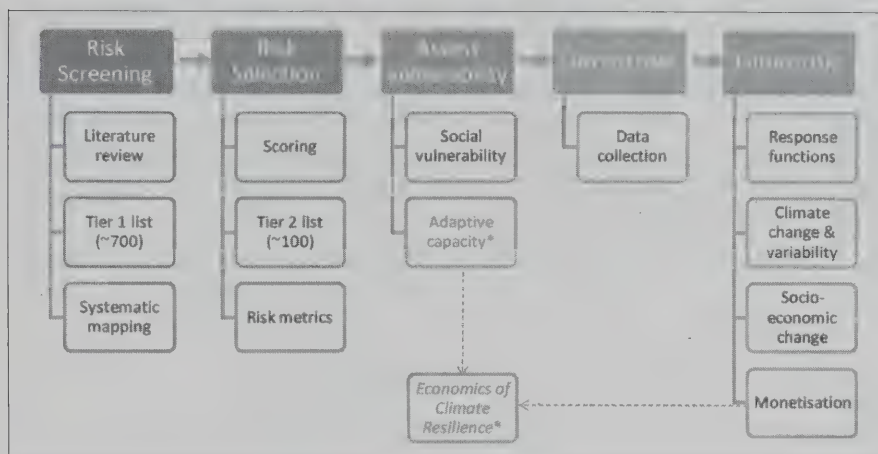 Risk
Screening
Risk
Selection
Assess
vulnerability
Literature
review
Tier 1 list
(~700)
Systematic
mapping
Scoring
Tier 2 list
(~100)
Risk metrics
Social
vulnerability
Adaptive
capacity*
Economics of
Climate
Resilience*
Data
collection
Response
functions
Climate
change &
variability
Socio-
economic
change
Monetisation